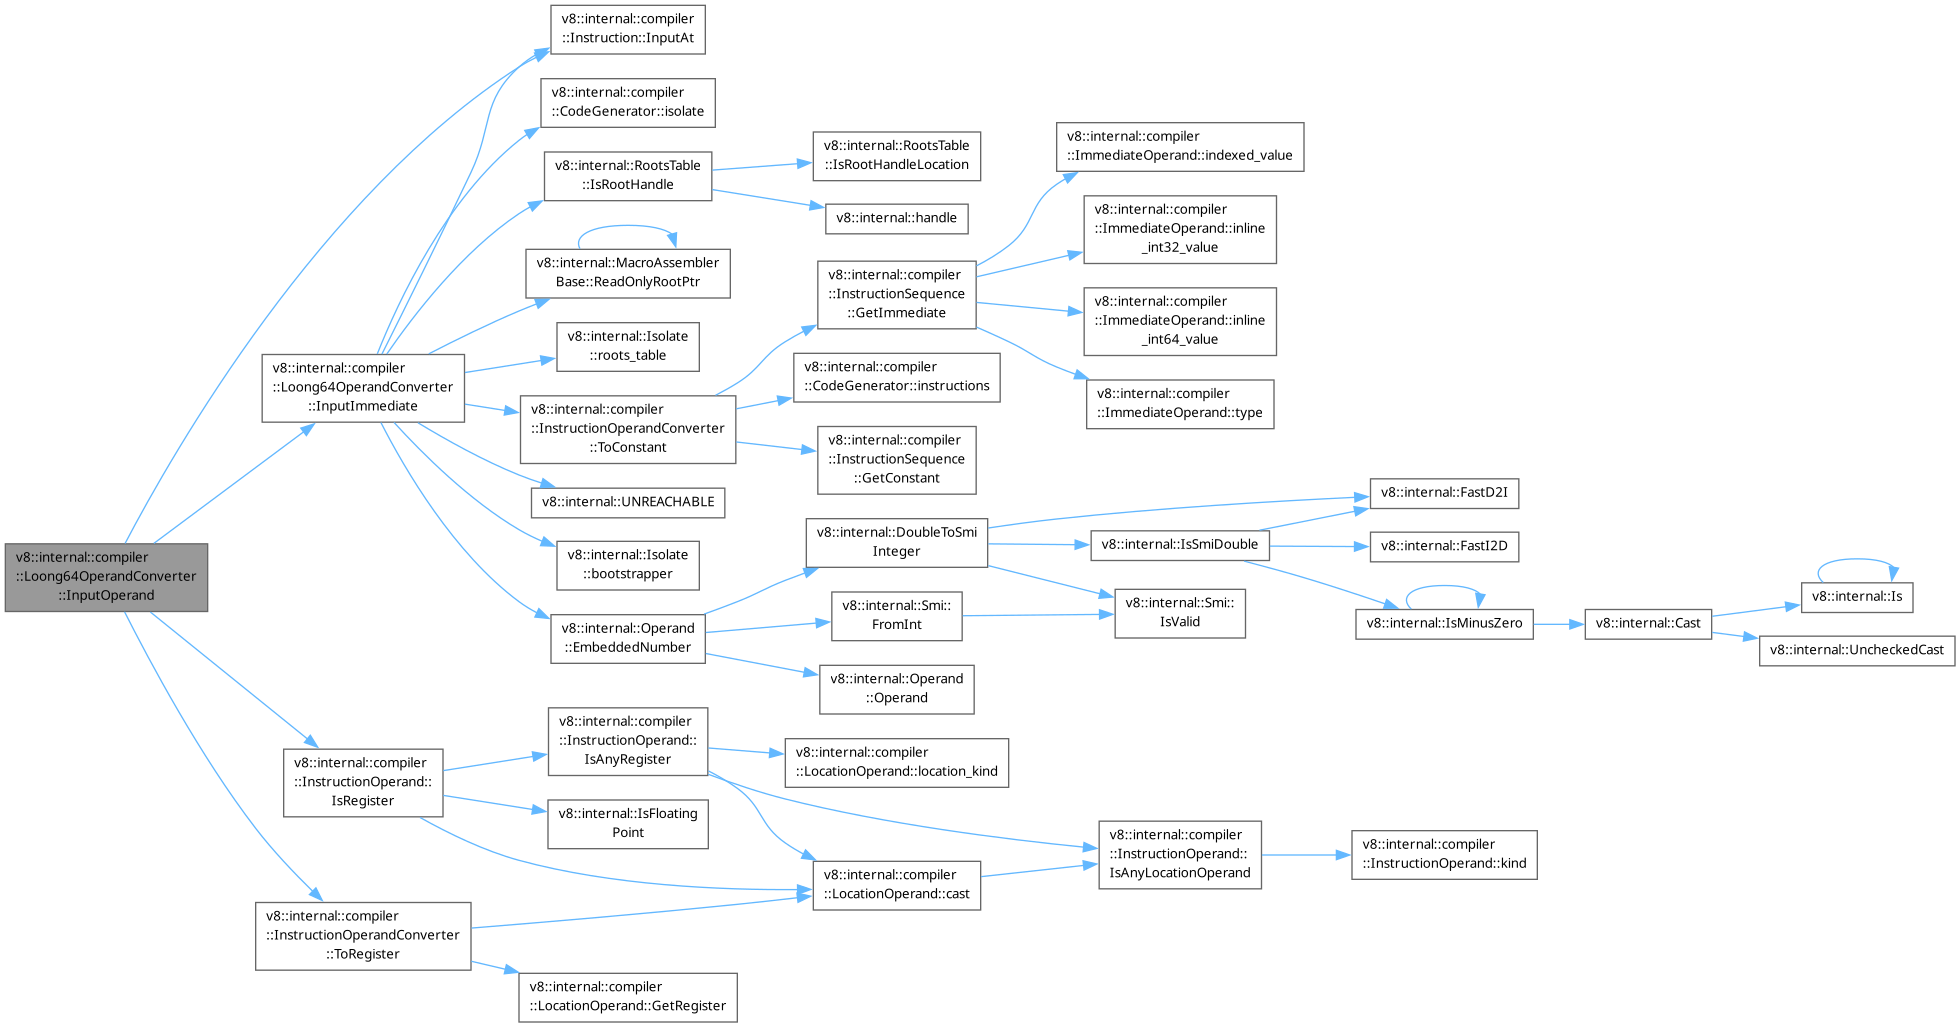 v8::internal::compiler
::Loong64OperandConverter
::InputOperand
v8::internal::compiler
::Instruction::InputAt
v8::internal::compiler
::Loong64OperandConverter
::InputImmediate
v8::internal::compiler
::CodeGenerator::isolate
v8::internal::RootsTable
::IsRootHandle
v8::internal::RootsTable
::IsRootHandleLocation
v8::internal::handle
v8::internal::MacroAssembler
Base::ReadOnlyRootPtr
v8::internal::Isolate
::roots_table
v8::internal::compiler
::InstructionOperandConverter
::ToConstant
v8::internal::compiler
::InstructionSequence
::GetImmediate
v8::internal::compiler
::ImmediateOperand::indexed_value
v8::internal::compiler
::ImmediateOperand::inline
_int32_value
v8::internal::compiler
::ImmediateOperand::inline
_int64_value
v8::internal::compiler
::ImmediateOperand::type
v8::internal::compiler
::CodeGenerator::instructions
v8::internal::compiler
::InstructionSequence
::GetConstant
v8::internal::UNREACHABLE
v8::internal::Isolate
::bootstrapper
v8::internal::Operand
::EmbeddedNumber
v8::internal::DoubleToSmi
Integer
v8::internal::FastD2I
v8::internal::IsSmiDouble
v8::internal::FastI2D
v8::internal::IsMinusZero
v8::internal::Cast
v8::internal::Is
v8::internal::UncheckedCast
v8::internal::Smi::
IsValid
v8::internal::Smi::
FromInt
v8::internal::Operand
::Operand
v8::internal::compiler
::InstructionOperand::
IsRegister
v8::internal::compiler
::InstructionOperand::
IsAnyRegister
v8::internal::compiler
::LocationOperand::location_kind
v8::internal::IsFloating
Point
v8::internal::compiler
::LocationOperand::cast
v8::internal::compiler
::InstructionOperand::
IsAnyLocationOperand
v8::internal::compiler
::InstructionOperand::kind
v8::internal::compiler
::InstructionOperandConverter
::ToRegister
v8::internal::compiler
::LocationOperand::GetRegister